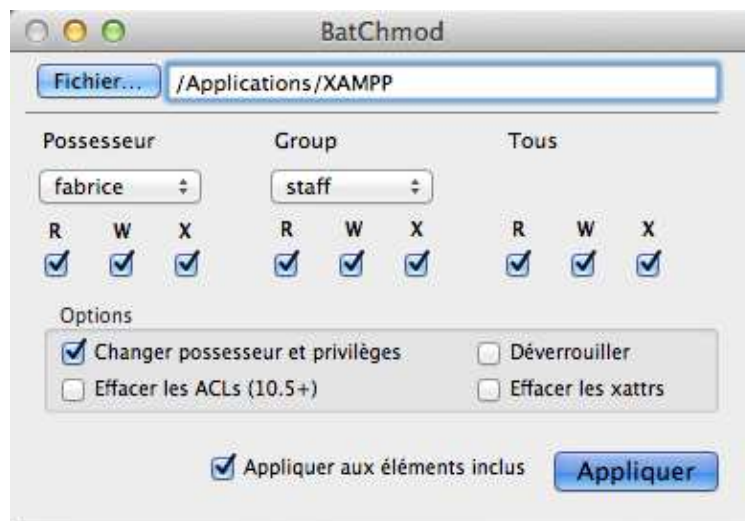 BatChmod
Fichier... /Applications/XAMPP
Possesseur Group Tous
fabrice staff
R W X R W X R W X
Options
Changer possesseur et privilèges Déverrouiller
Effacer les ACLs (10.5+) Effacer les xattrs
Appliquer aux éléments inclus Appliquer